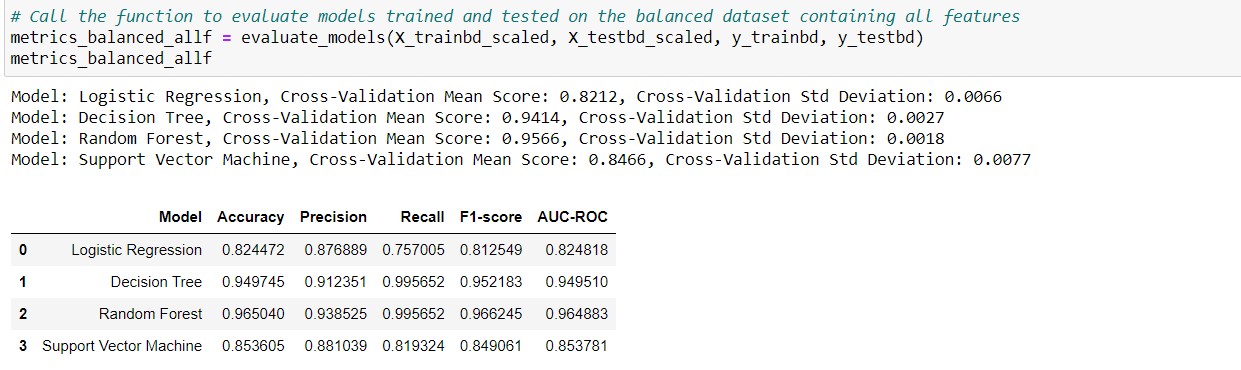 # Call the function to evaluate models trained and tested on the balanced dataset containing all features
metrics_balanced_allf = evaluate_models(X_trainbd_scaled, X_testbd_scaled, y_trainbd, y_testbd)
metrics_balanced_allf
Model: Logistic Regression, Cross-Validation Mean Score: 0.8212, Cross-Validation Std Deviation: 0.0066
Model: Decision Tree, Cross-Validation Mean Score: 0.9414, Cross-Validation Std Deviation: 0.0027
Model: Random Forest, Cross-Validation Mean Score: 0.9566, Cross-Validation Std Deviation: 0.0018
Model: Support Vector Machine, Cross-Validation Mean Score: 0.8466, Cross-Validation Std Deviation: 0.0077
Model Accuracy Precision Recall F1-score AUC-ROC
0 Logistic Regression 0.824472 0.876889 0.757005 0.812549 0.824818
1 Decision Tree 0.949745 0.912351 0.995652 0.952183 0.949510
2 Random Forest 0.965040 0.938525 0.995652 0.966245 0.964883
3 Support Vector Machine 0.853605 0.881039 0.819324 0.849061 0.853781